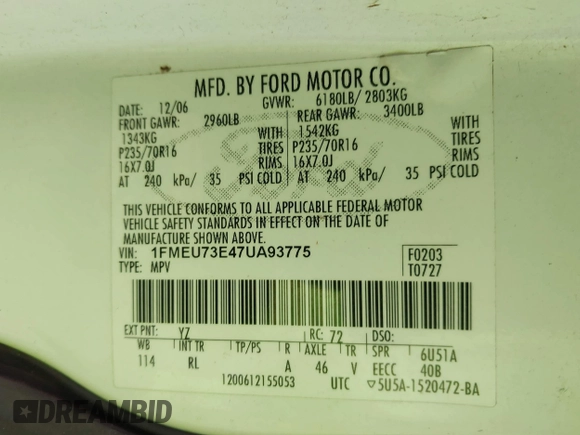 MFD. BY FORD MOTOR CO.
DATE: 12/06 GVWR: 6180LB/ 2803KG
FRONT GAWR: 2960LB REAR GAWR: 3400LB
1343KG WITH 1542KG WITH
P235/70R16 TIRES P235/70R16 TIRES
16X7.0J RIMS 16X7.0J RIMS
AT 240 kPa/ 35 PSI COLD AT 240 kPa/ 35 PSI COLD
THIS VEHICLE CONFORMS TO ALL APPLICABLE FEDERAL MOTOR
VEHICLE SAFETY STANDARDS IN EFFECT ON THE DATE OF
MANUFACTURE SHOWN ABOVE.
VIN: 1FMEU73E47UA93775 F0203
TYPE: MPV T0727
EXT PNT: YZ RC: 72 DSO:
WB INT TR TP/PS R AXLE TR SPR 6U51A
114 RL A 46 V EECC 40B
1200612155053 UTC 5U5A-1520472-BA
Ford
DREAMBID